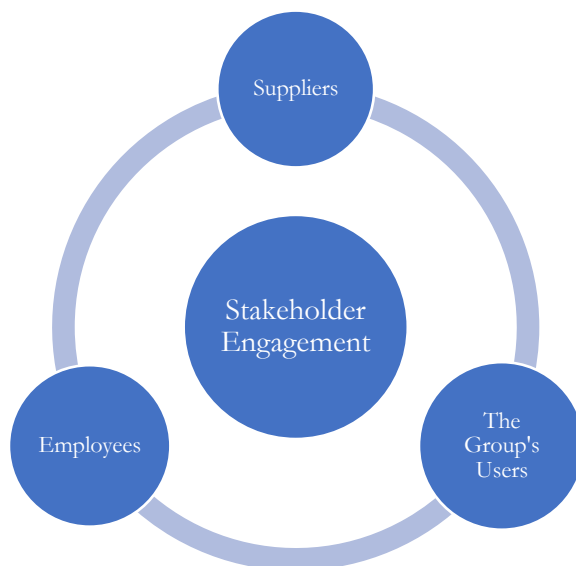 Suppliers
Stakeholder
Engagement
Employees
The
Group's
Users